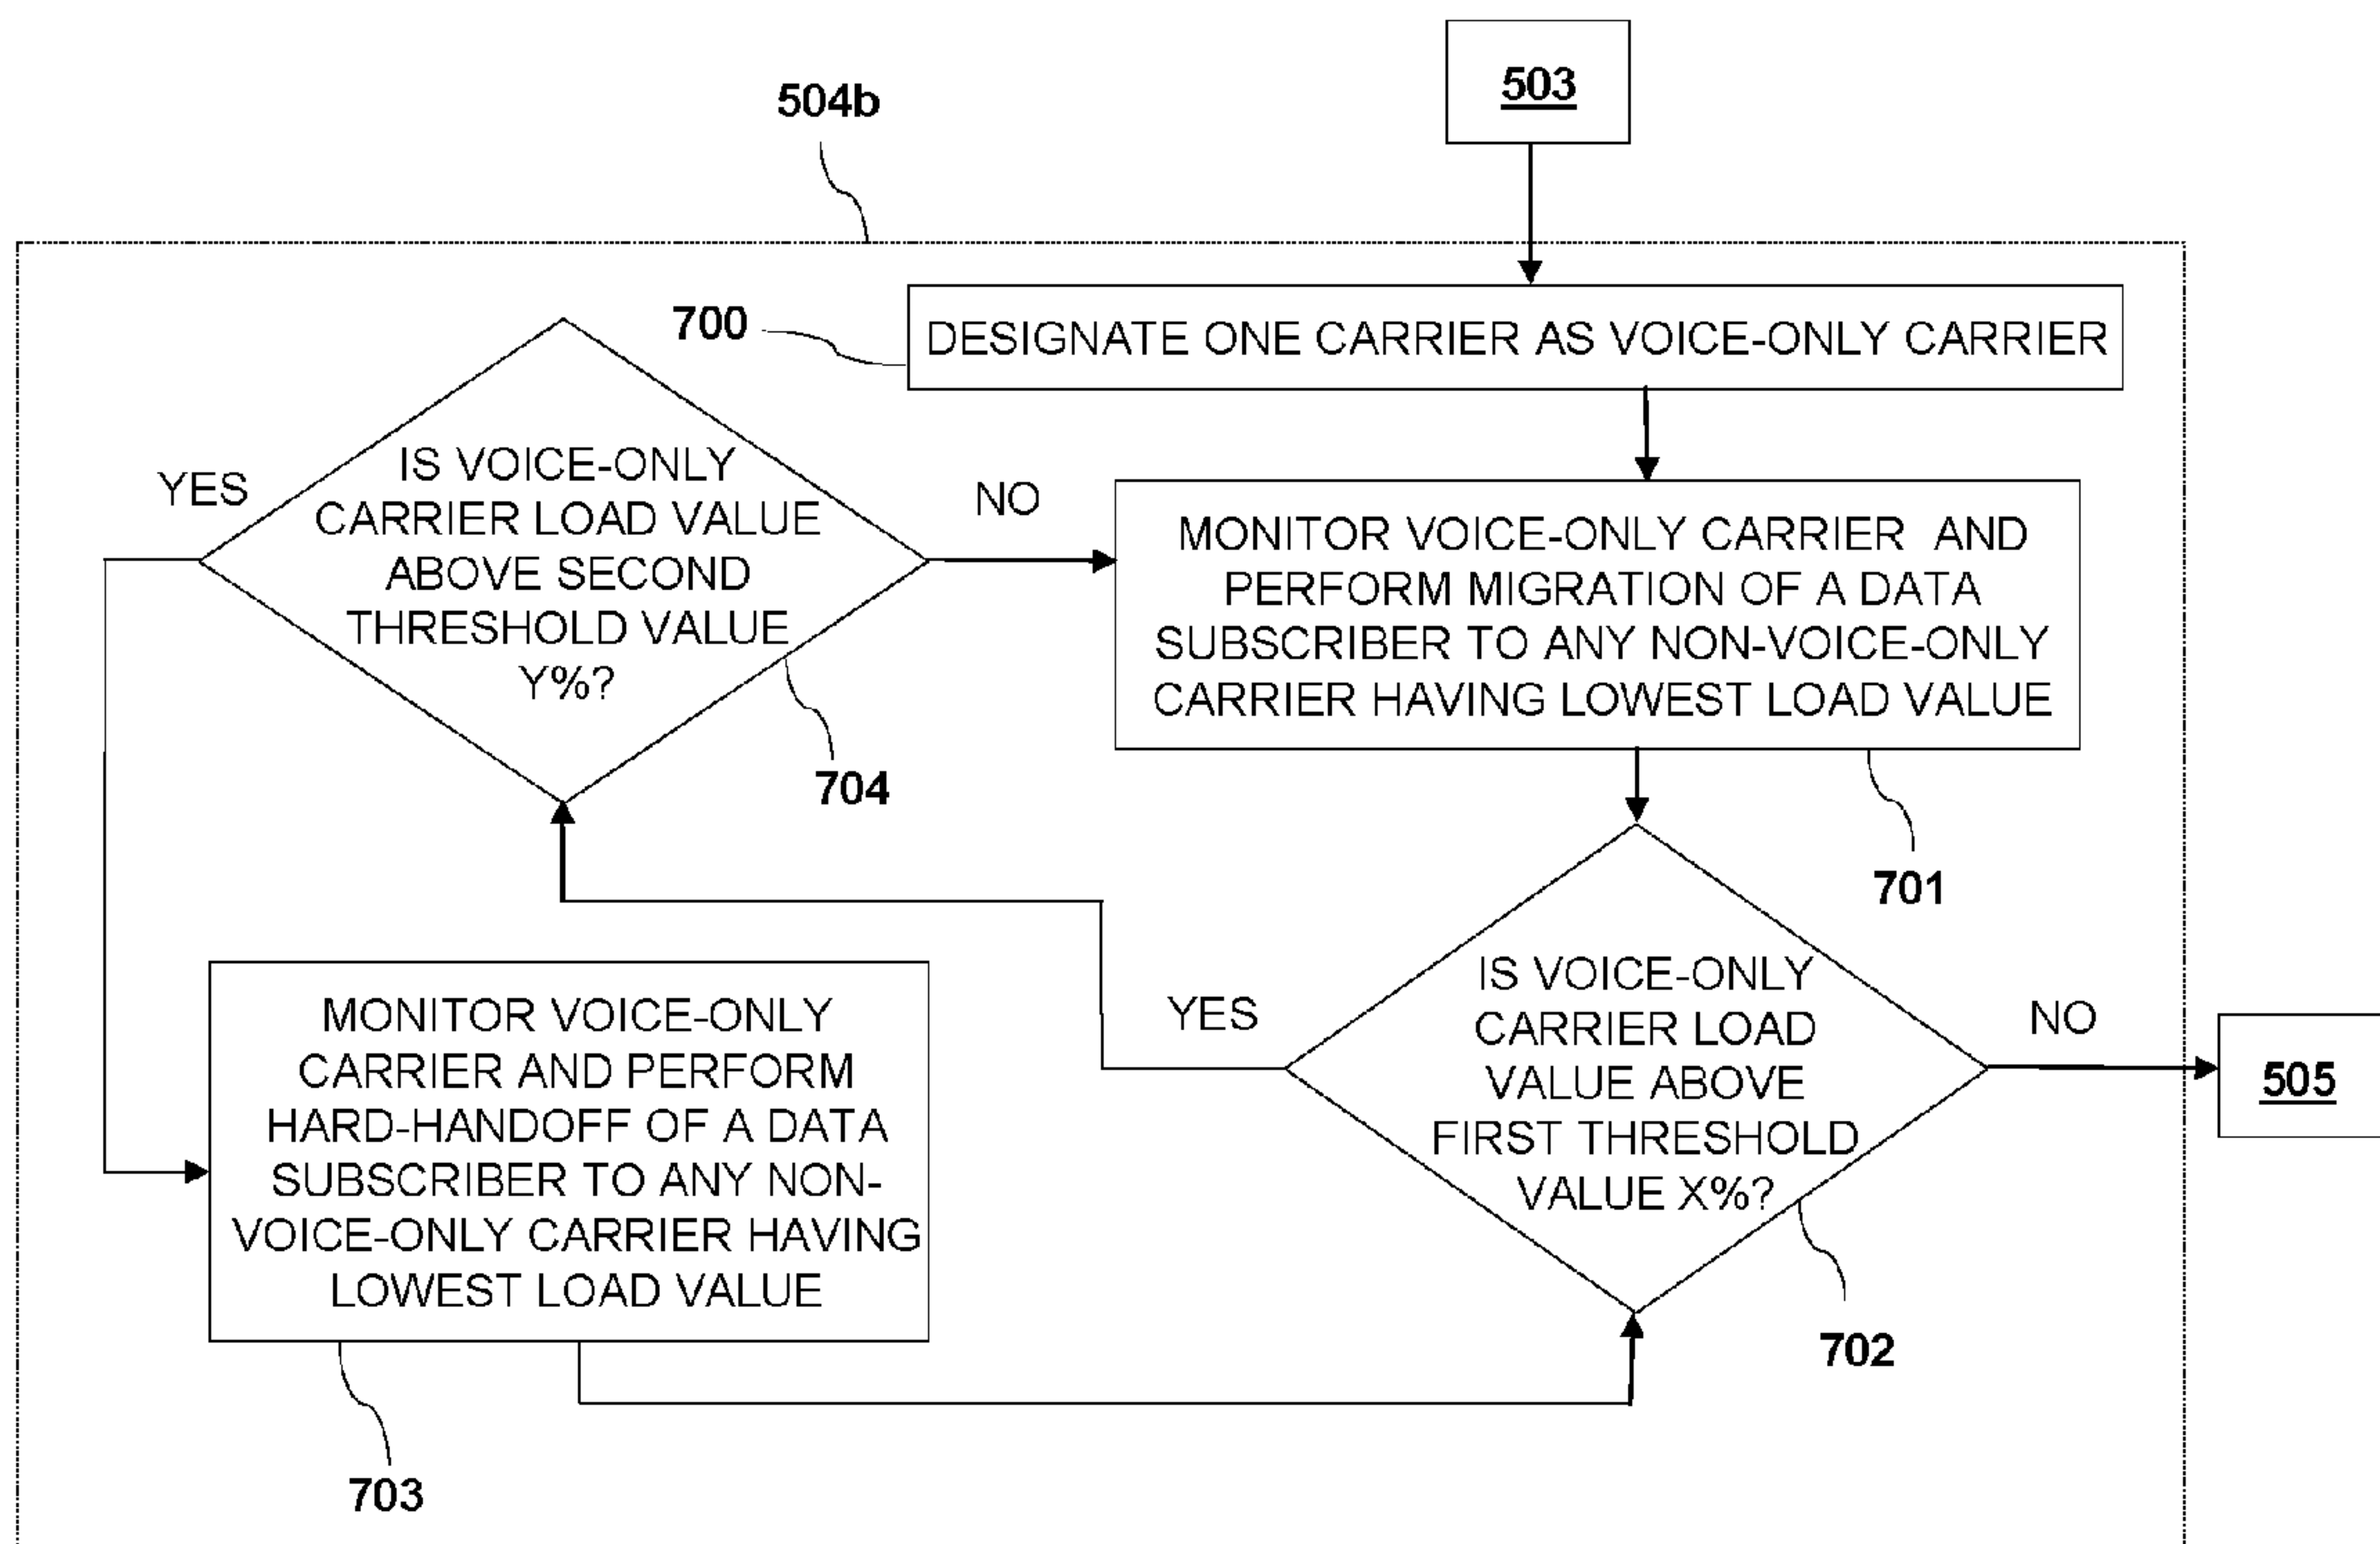 503
504b
700
DESIGNATE ONE CARRIER AS VOICE-ONLY CARRIER
YES
IS VOICE-ONLY
CARRIER LOAD VALUE
ABOVE SECOND
THRESHOLD VALUE
Y%?
NO
704
MONITOR VOICE-ONLY CARRIER AND
PERFORM MIGRATION OF A DATA
SUBSCRIBER TO ANY NON-VOICE-ONLY
CARRIER HAVING LOWEST LOAD VALUE
701
YES
IS VOICE-ONLY
CARRIER LOAD
VALUE ABOVE
FIRST THRESHOLD
VALUE X%?
NO
505
702
MONITOR VOICE-ONLY
CARRIER AND PERFORM
HARD-HANDOFF OF A DATA
SUBSCRIBER TO ANY NON-
VOICE-ONLY CARRIER HAVING
LOWEST LOAD VALUE
703